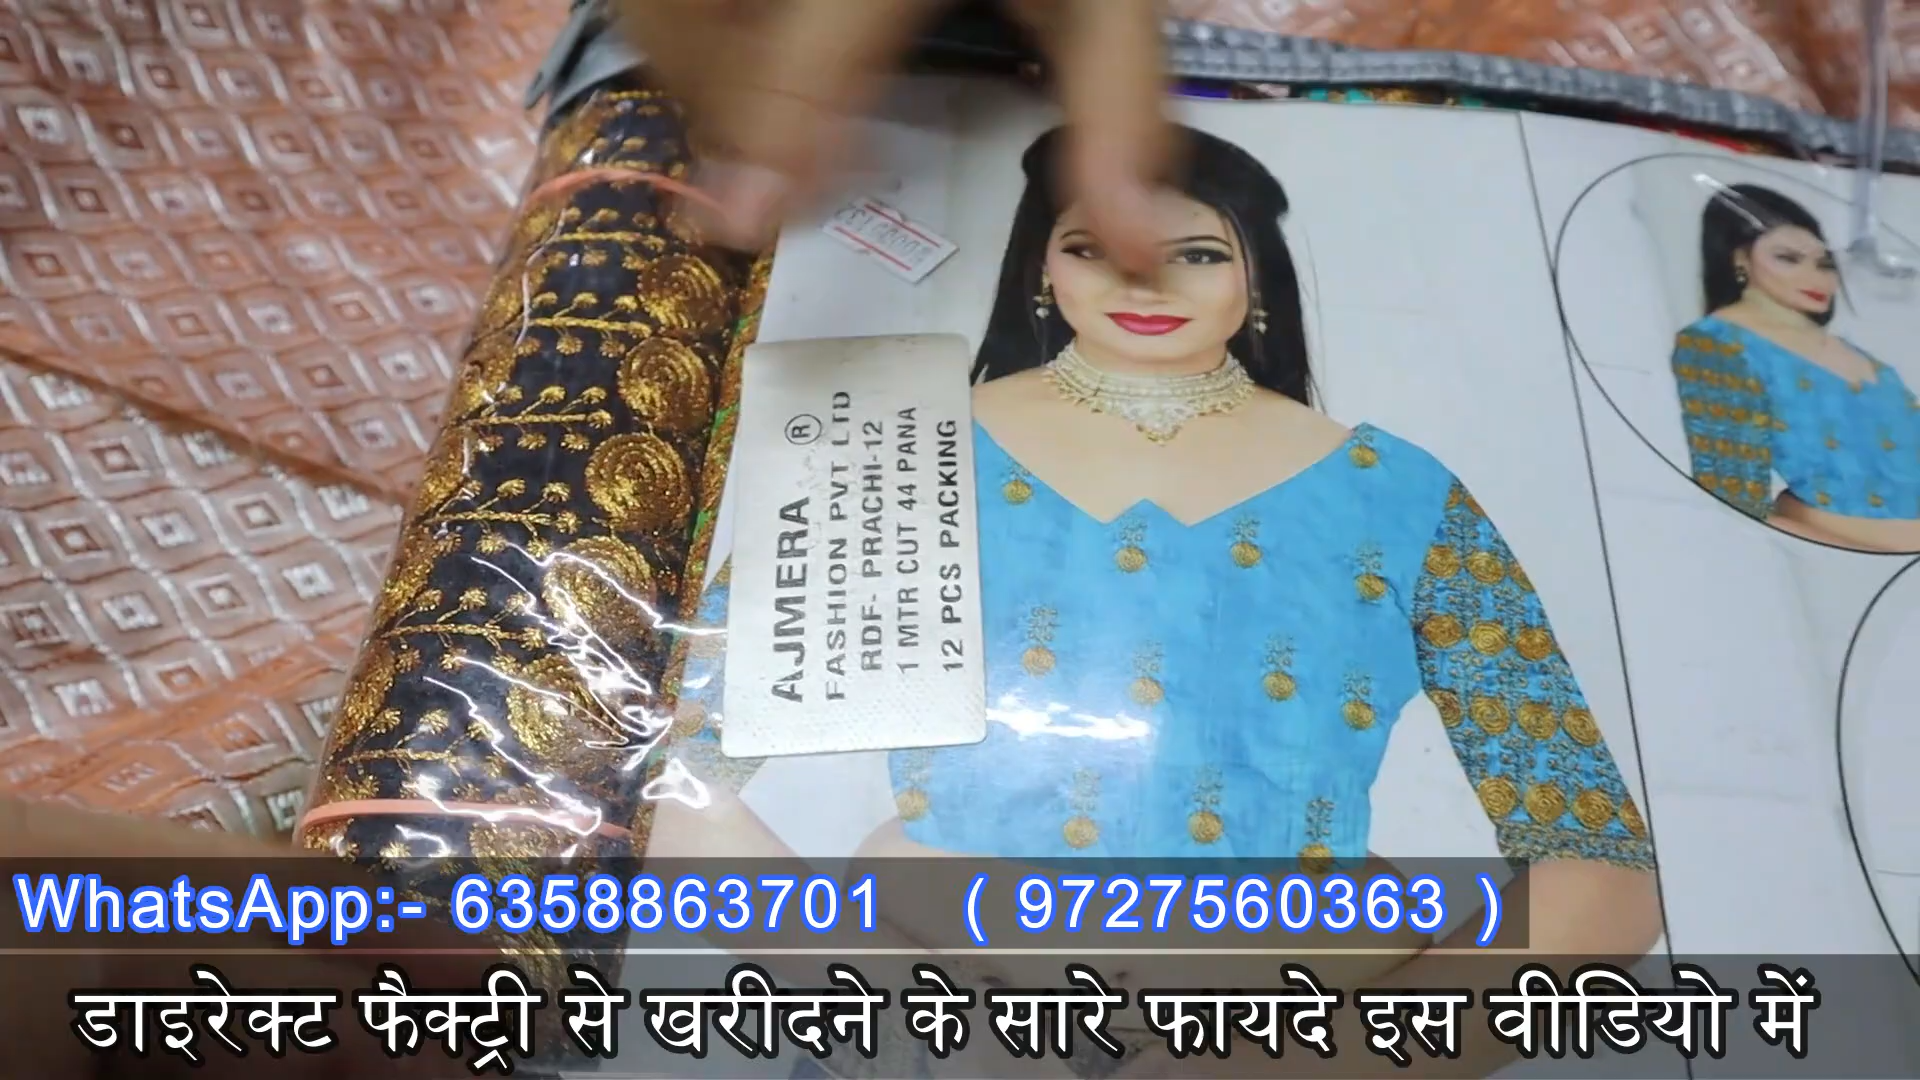 AJMERA ®
FASHION PVT LTD
RDF- PRACHI-12
1 MTR CUT 44 PANA
12 PCS PACKING
WhatsApp:- 6358863701 ( 9727560363 )
डाइरेक्ट फैक्ट्री से खरीदने के सारे फायदे इस वीडियो में